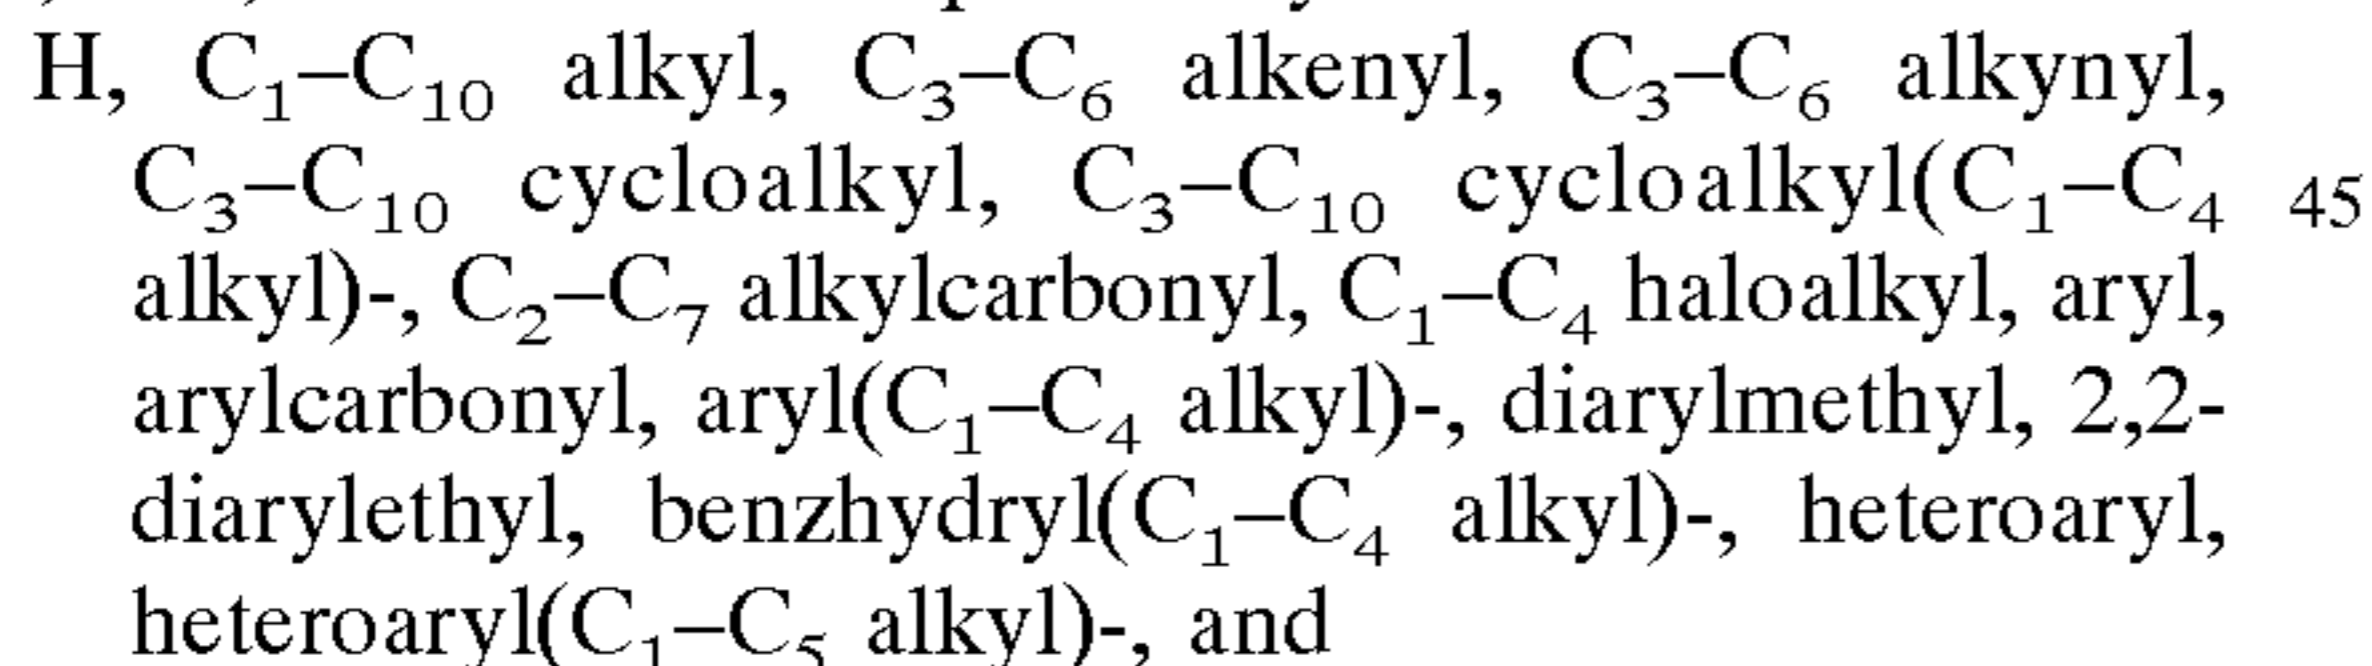 H, C₁–C₁₀ alkyl, C₃–C₆ alkenyl, C₃–C₆ alkynyl,
C₃–C₁₀ cycloalkyl, C₃–C₁₀ cycloalkyl(C₁–C₄ 45
alkyl)-, C₂–C₇ alkylcarbonyl, C₁–C₄ haloalkyl, aryl,
arylcarbonyl, aryl(C₁–C₄ alkyl)-, diarylmethyl, 2,2-
diarylethyl, benzhydryl(C₁–C₄ alkyl)-, heteroaryl,
heteroaryl(C₁–C₅ alkyl)-, and